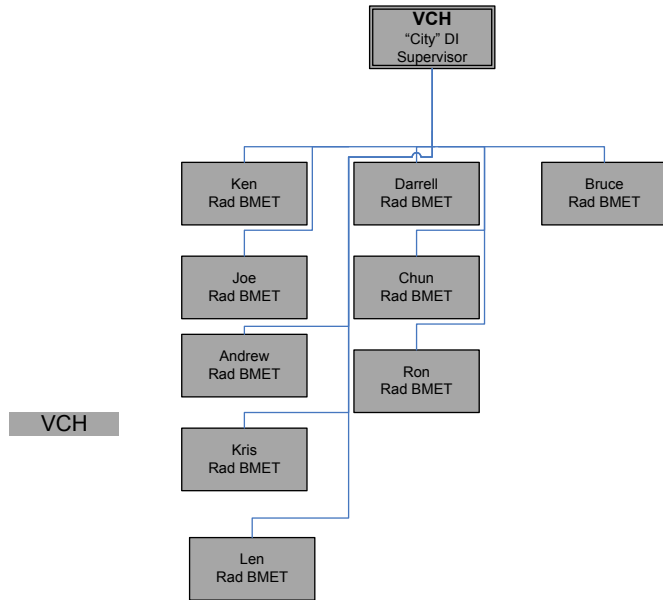 VCH
“City” DI
Supervisor
Ken
Rad BMET
Darrell
Rad BMET
Bruce
Rad BMET
Joe
Rad BMET
Chun
Rad BMET
Andrew
Rad BMET
Ron
Rad BMET
VCH
Kris
Rad BMET
Len
Rad BMET